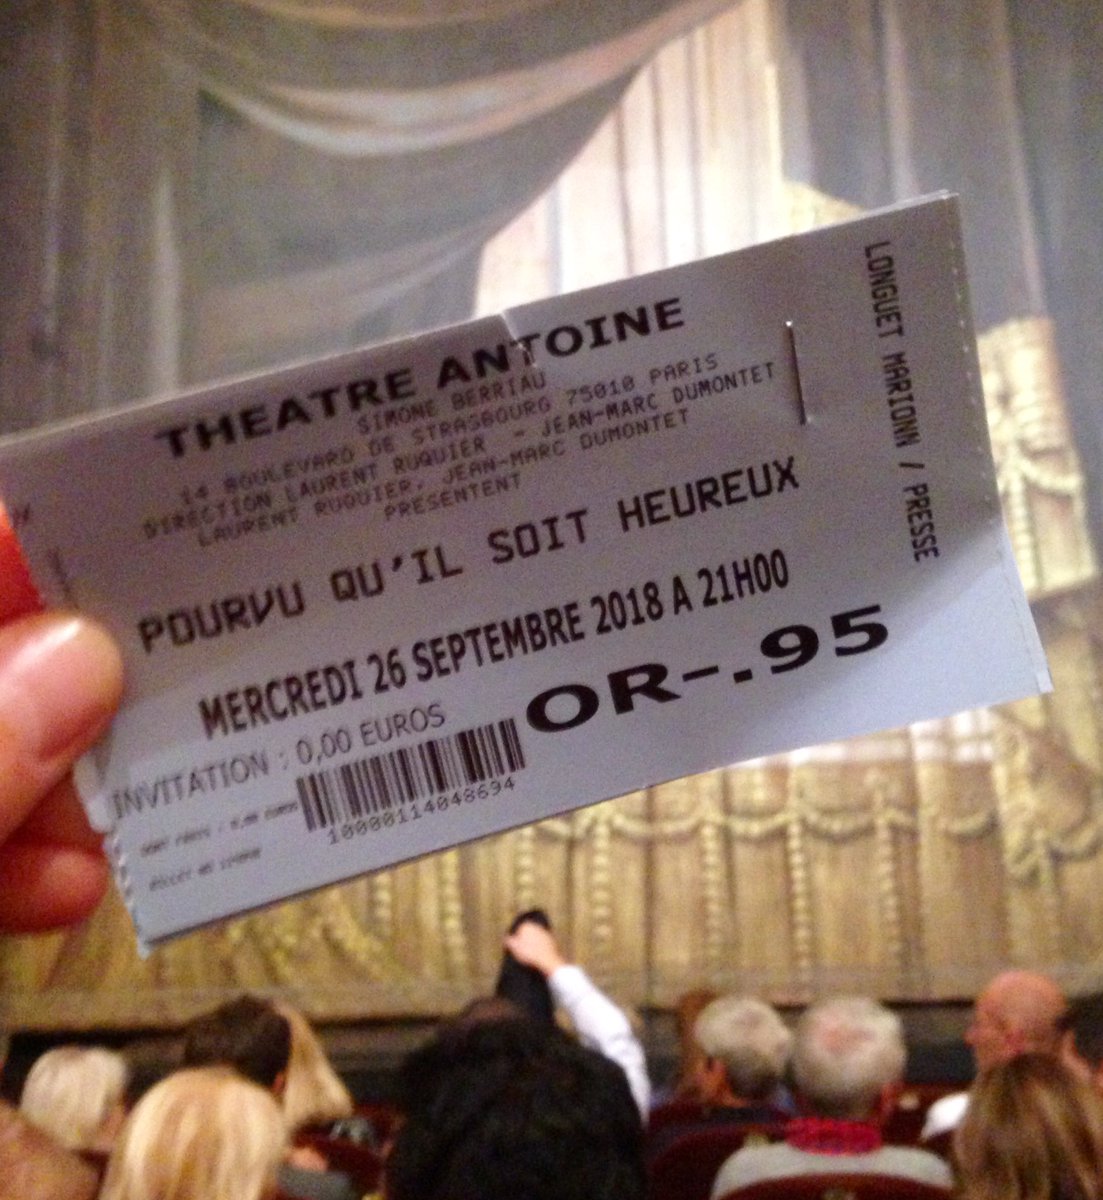 THEATRE ANTOINE
SIMONE BERRIAU
14 BOULEVARD DE STRASBOURG 75010 PARIS
DIRECTION LAURENT RUQUIER - JEAN-MARC DUMONTET
LAURENT RUQUIER, JEAN-MARC DUMONTET
PRESENTENT
POURVU QU'IL SOIT HEUREUX
MERCREDI 26 SEPTEMBRE 2018 A 21H00
INVITATION : 0,00 EUROS
OR-.95
10000114048694
LONGUET MARIONN / PRESSE